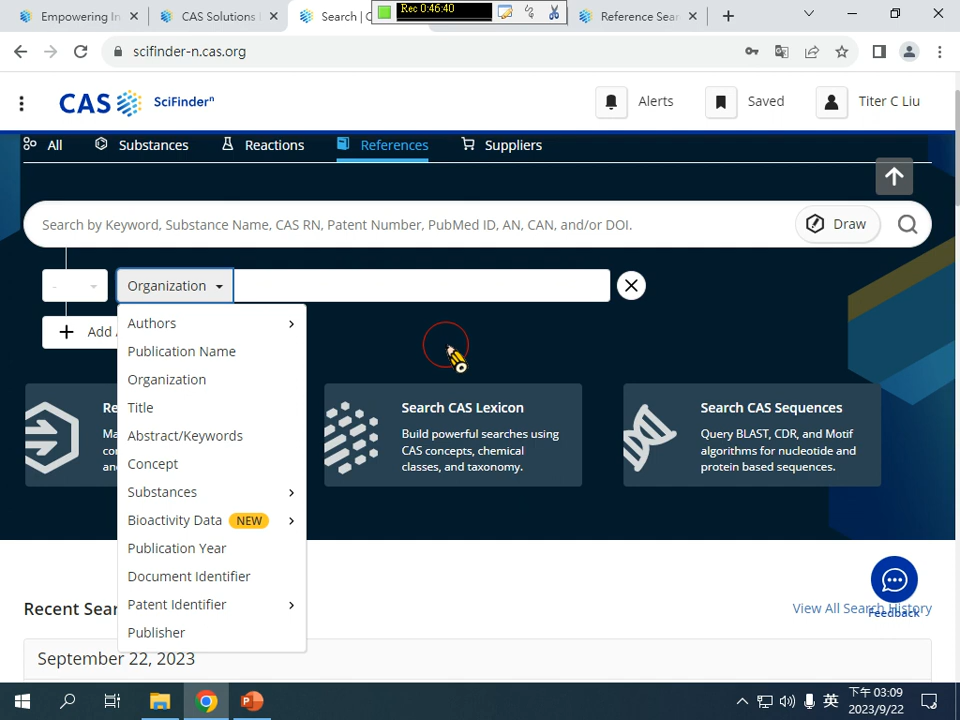 Empowering In
CAS Solutions
Search | C
Rec 0:46:40
Reference Sear
scifinder-n.cas.org
CAS SciFinderⁿ
Alerts
Saved
Titer C Liu
All
Substances
Reactions
References
Suppliers
Search by Keyword, Substance Name, CAS RN, Patent Number, PubMed ID, AN, CAN, and/or DOI.
Draw
Organization
Add A
Authors
Publication Name
Organization
Title
Abstract/Keywords
Concept
Substances
Bioactivity Data NEW
Publication Year
Document Identifier
Patent Identifier
Publisher
Search CAS Lexicon
Build powerful searches using
CAS concepts, chemical
classes, and taxonomy.
Search CAS Sequences
Query BLAST, CDR, and Motif
algorithms for nucleotide and
protein based sequences.
Feedback
Recent Sear
View All Search History
September 22, 2023
英
下午 03:09
2023/9/22